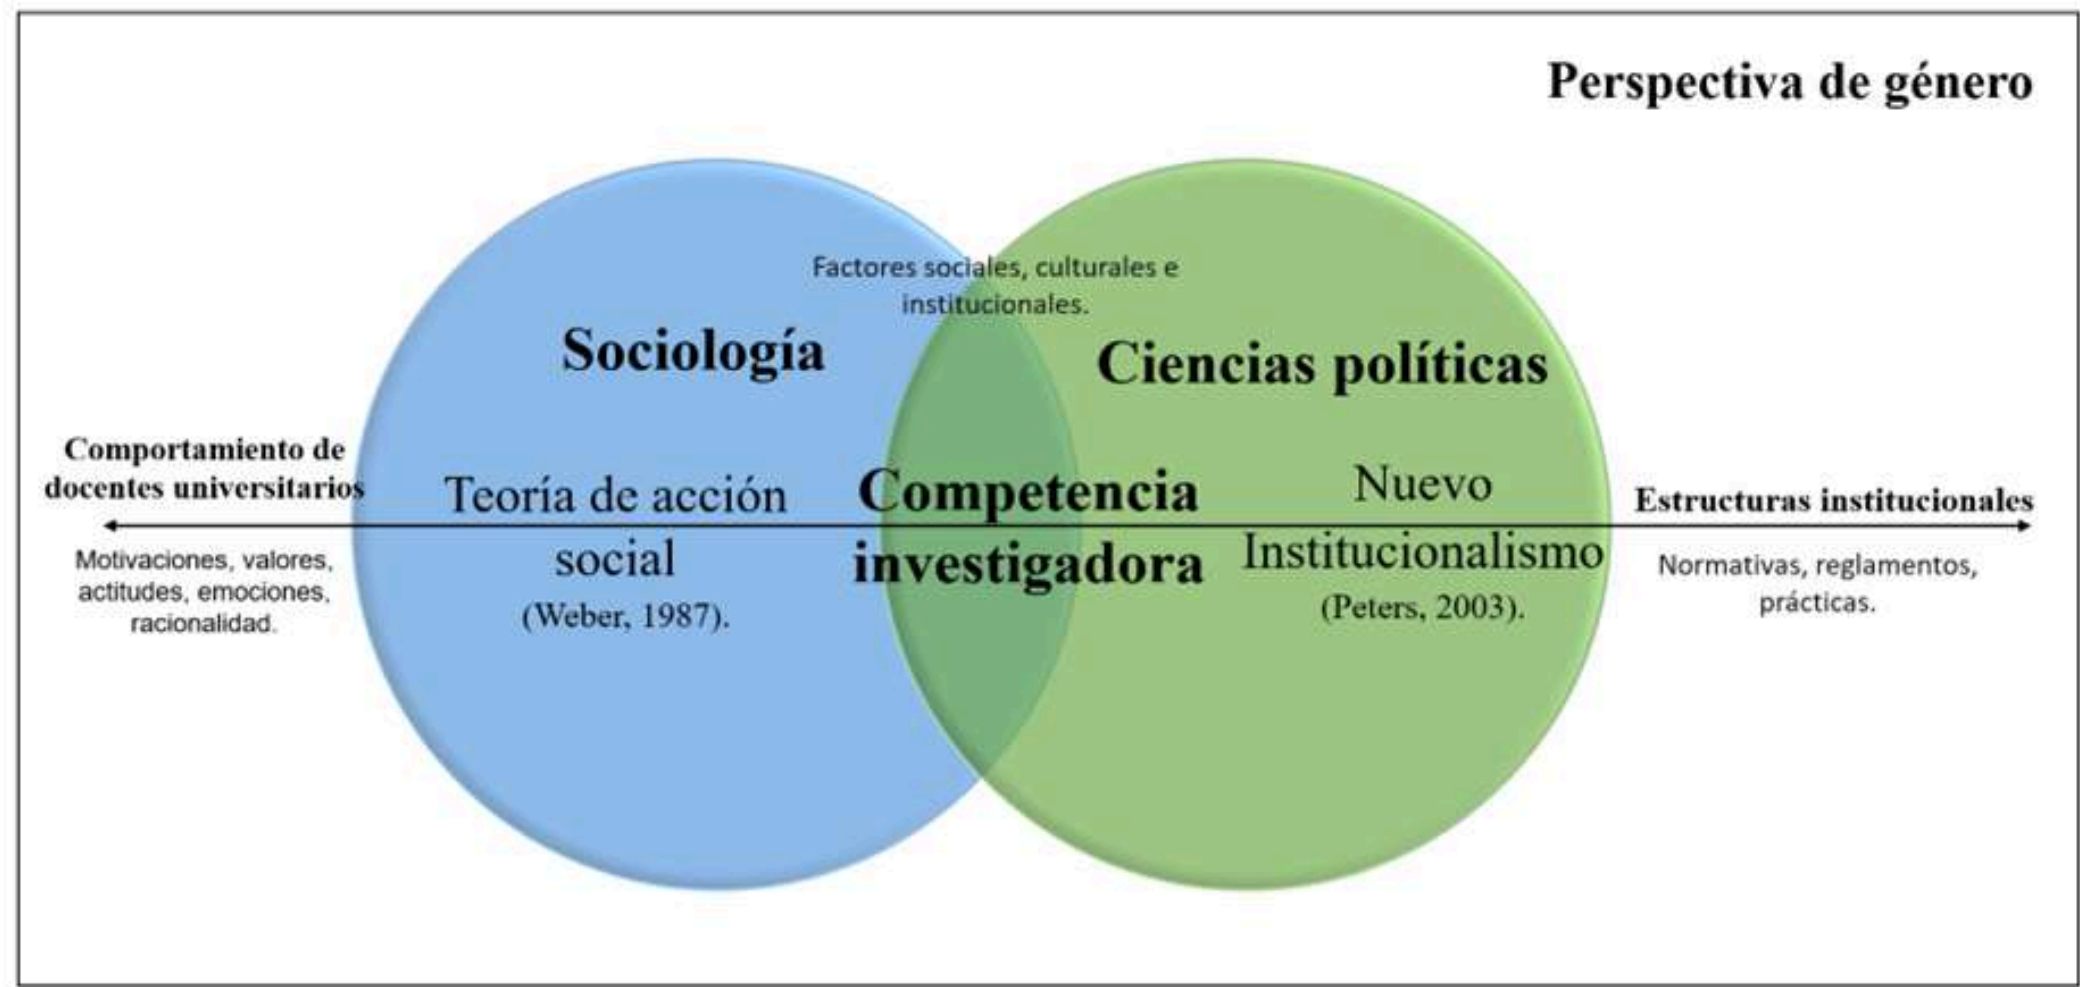 Perspectiva de género
Factores sociales, culturales e
institucionales.
Sociología
Ciencias políticas
Comportamiento de
docentes universitarios
Motivaciones, valores,
actitudes, emociones,
racionalidad.
Teoría de acción
social
(Weber, 1987).
Competencia
investigadora
Nuevo
Institucionalismo
(Peters, 2003).
Estructuras institucionales
Normativas, reglamentos,
prácticas.